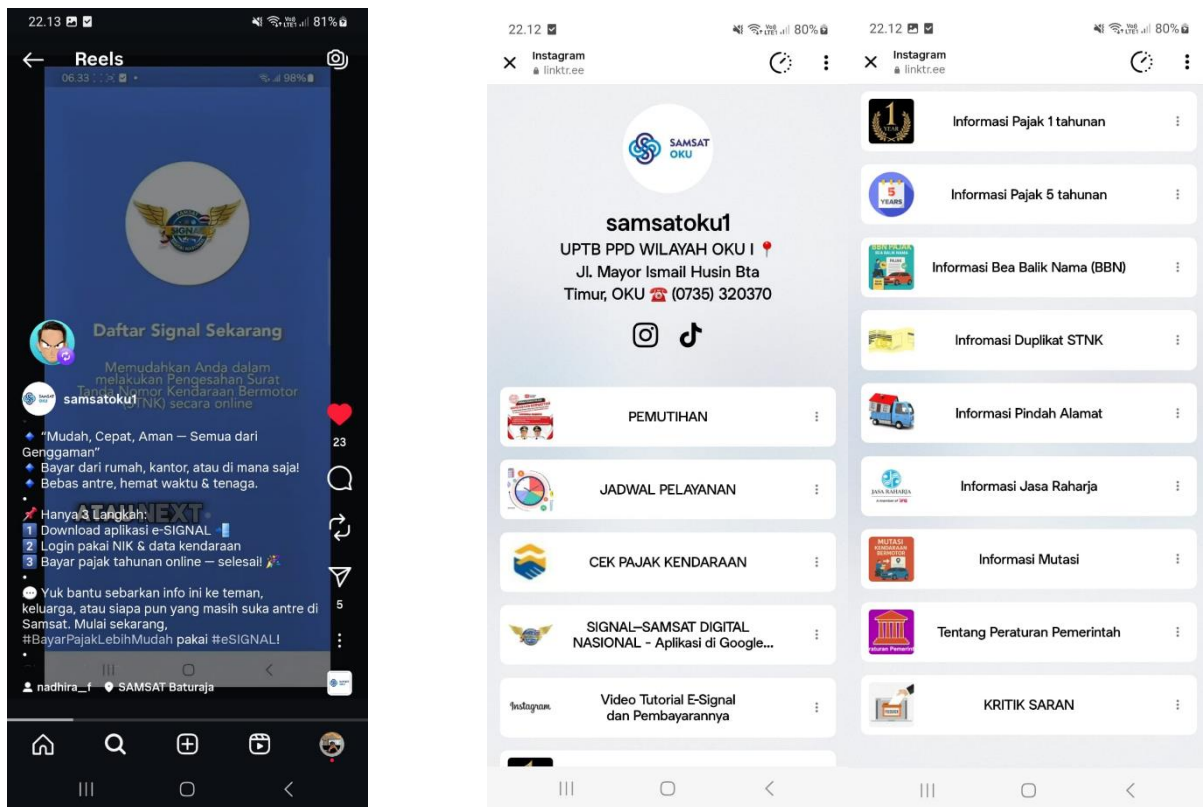 22.13
81%
Reels
06.33
98%
SIGNAL
Daftar Signal Sekarang
Memudahkan Anda dalam
melakukan Pengesahan Surat
Tanda Nomor Kendaraan Bermotor
(STNK) secara online
samsatoku1
"Mudah, Cepat, Aman — Semua dari
Genggaman"
Bayar dari rumah, kantor, atau di mana saja!
Bebas antre, hemat waktu & tenaga.
•
ATAU NEXT
Hanya 3 Langkah:
1 Download aplikasi e-SIGNAL
2 Login pakai NIK & data kendaraan
3 Bayar pajak tahunan online — selesai!
•
Yuk bantu sebarkan info ini ke teman,
keluarga, atau siapa pun yang masih suka antre di
Samsat. Mulai sekarang,
#BayarPajakLebihMudah pakai #eSIGNAL!
•
23
5
nadhira_f SAMSAT Baturaja
22.12
80%
Instagram
linktr.ee
SAMSAT
OKU
samsatoku1
UPTB PPD WILAYAH OKU I
Jl. Mayor Ismail Husin Bta
Timur, OKU (0735) 320370
PEMUTIHAN
JADWAL PELAYANAN
CEK PAJAK KENDARAAN
SIGNAL–SAMSAT DIGITAL
NASIONAL - Aplikasi di Google...
Instagram
Video Tutorial E-Signal
dan Pembayarannya
22.12
80%
Instagram
linktr.ee
1
YEAR
Informasi Pajak 1 tahunan
5
YEARS
Informasi Pajak 5 tahunan
Informasi Bea Balik Nama (BBN)
Infromasi Duplikat STNK
Informasi Pindah Alamat
JASA RAHARJA
Informasi Jasa Raharja
MUTASI
KENDARAAN
BERMOTOR
Informasi Mutasi
Tentang Peraturan Pemerintah
KRITIK SARAN